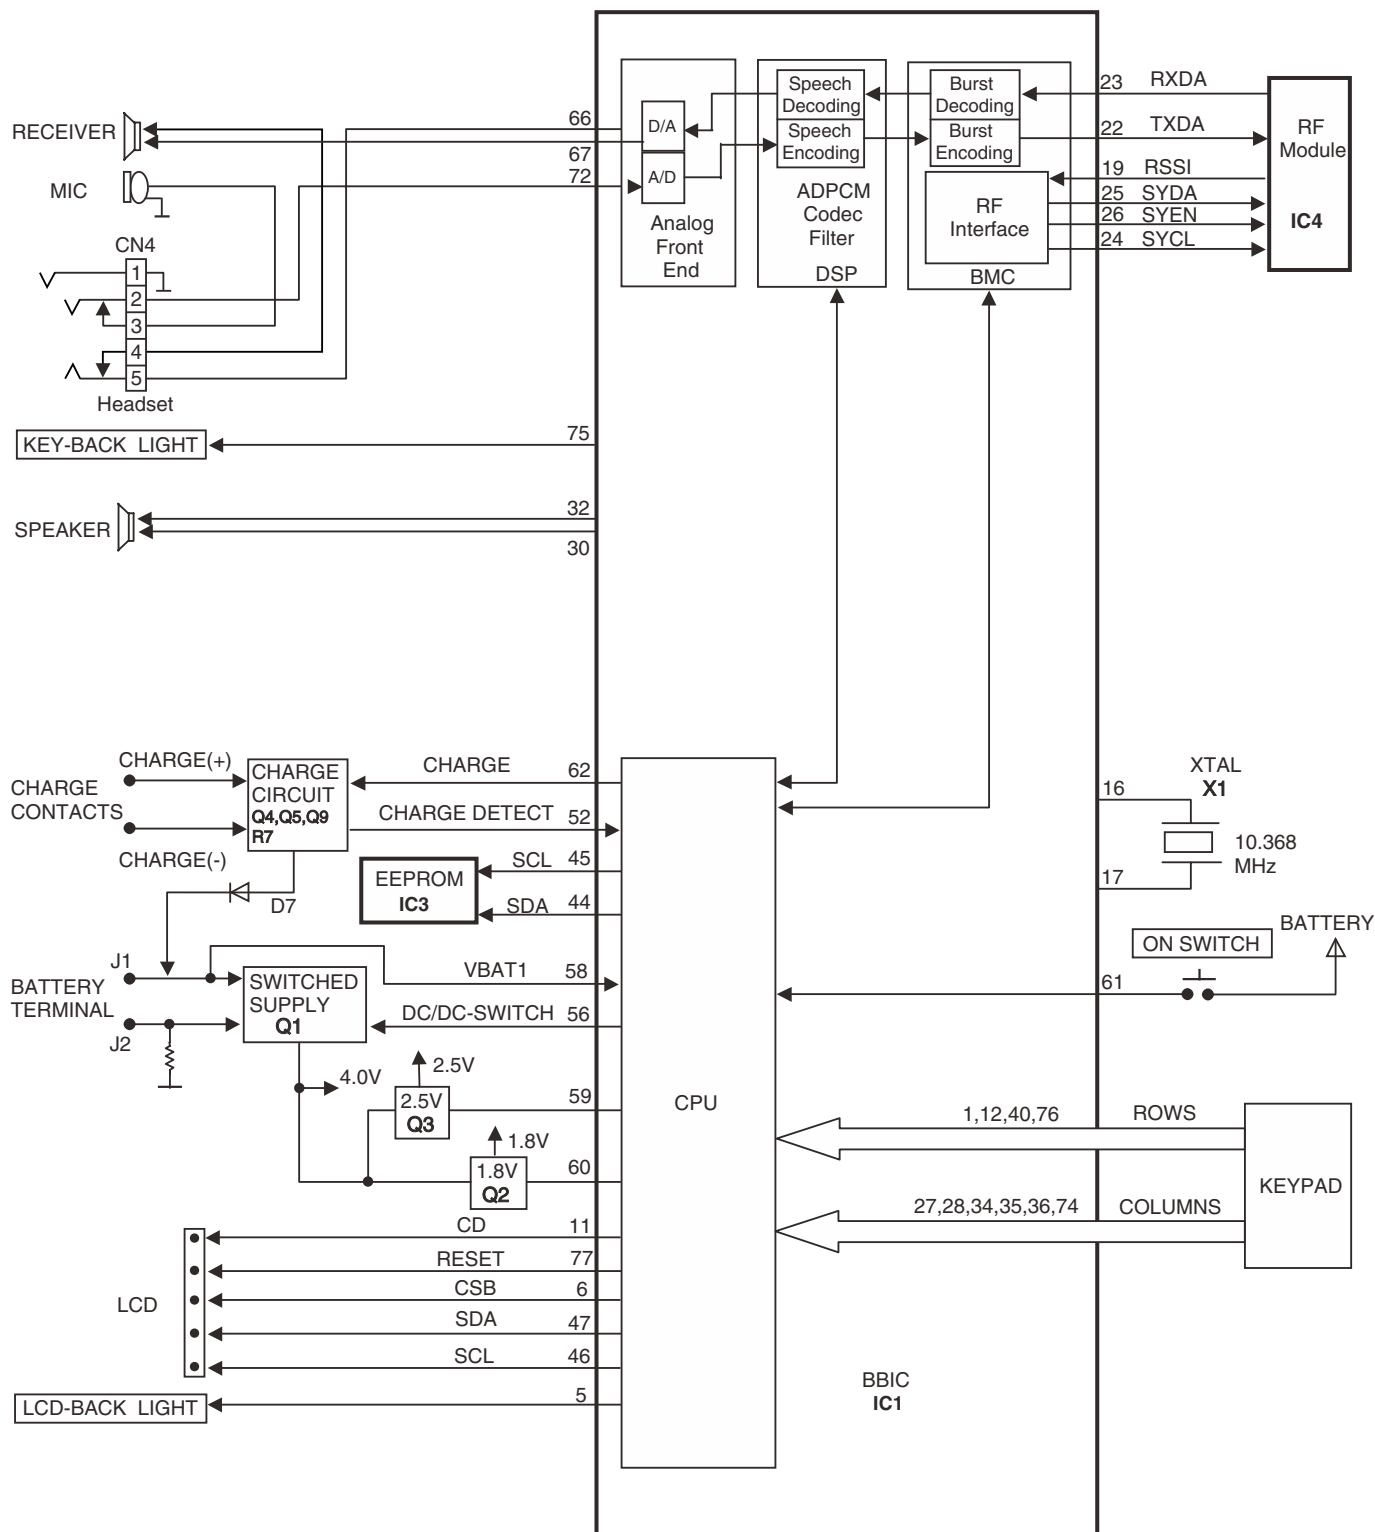 RECEIVER
MIC
CN4
1
2
3
4
5
Headset
66
67
72
D/A
A/D
Analog
Front
End
Speech
Decoding
Speech
Encoding
ADPCM
Codec
Filter
DSP
Burst
Decoding
Burst
Encoding
RF
Interface
BMC
23 RXDA
22 TXDA
19 RSSI
25 SYDA
26 SYEN
24 SYCL
RF
Module
IC4
KEY-BACK LIGHT
75
SPEAKER
32
30
CHARGE
CONTACTS
CHARGE(+)
CHARGE(-)
CHARGE
CIRCUIT
Q4,Q5,Q9
R7
CHARGE 62
CHARGE DETECT 52
D7
EEPROM
IC3
SCL 45
SDA 44
BATTERY
TERMINAL
J1
J2
SWITCHED
SUPPLY
Q1
VBAT1 58
DC/DC-SWITCH 56
4.0V
2.5V
2.5V
Q3
59
1.8V
1.8V
Q2
60
LCD
CD 11
RESET 77
CSB 6
SDA 47
SCL 46
LCD-BACK LIGHT
5
CPU
16
17
XTAL
X1
10.368
MHz
BATTERY
ON SWITCH
61
1,12,40,76 ROWS
27,28,34,35,36,74 COLUMNS
KEYPAD
BBIC
IC1